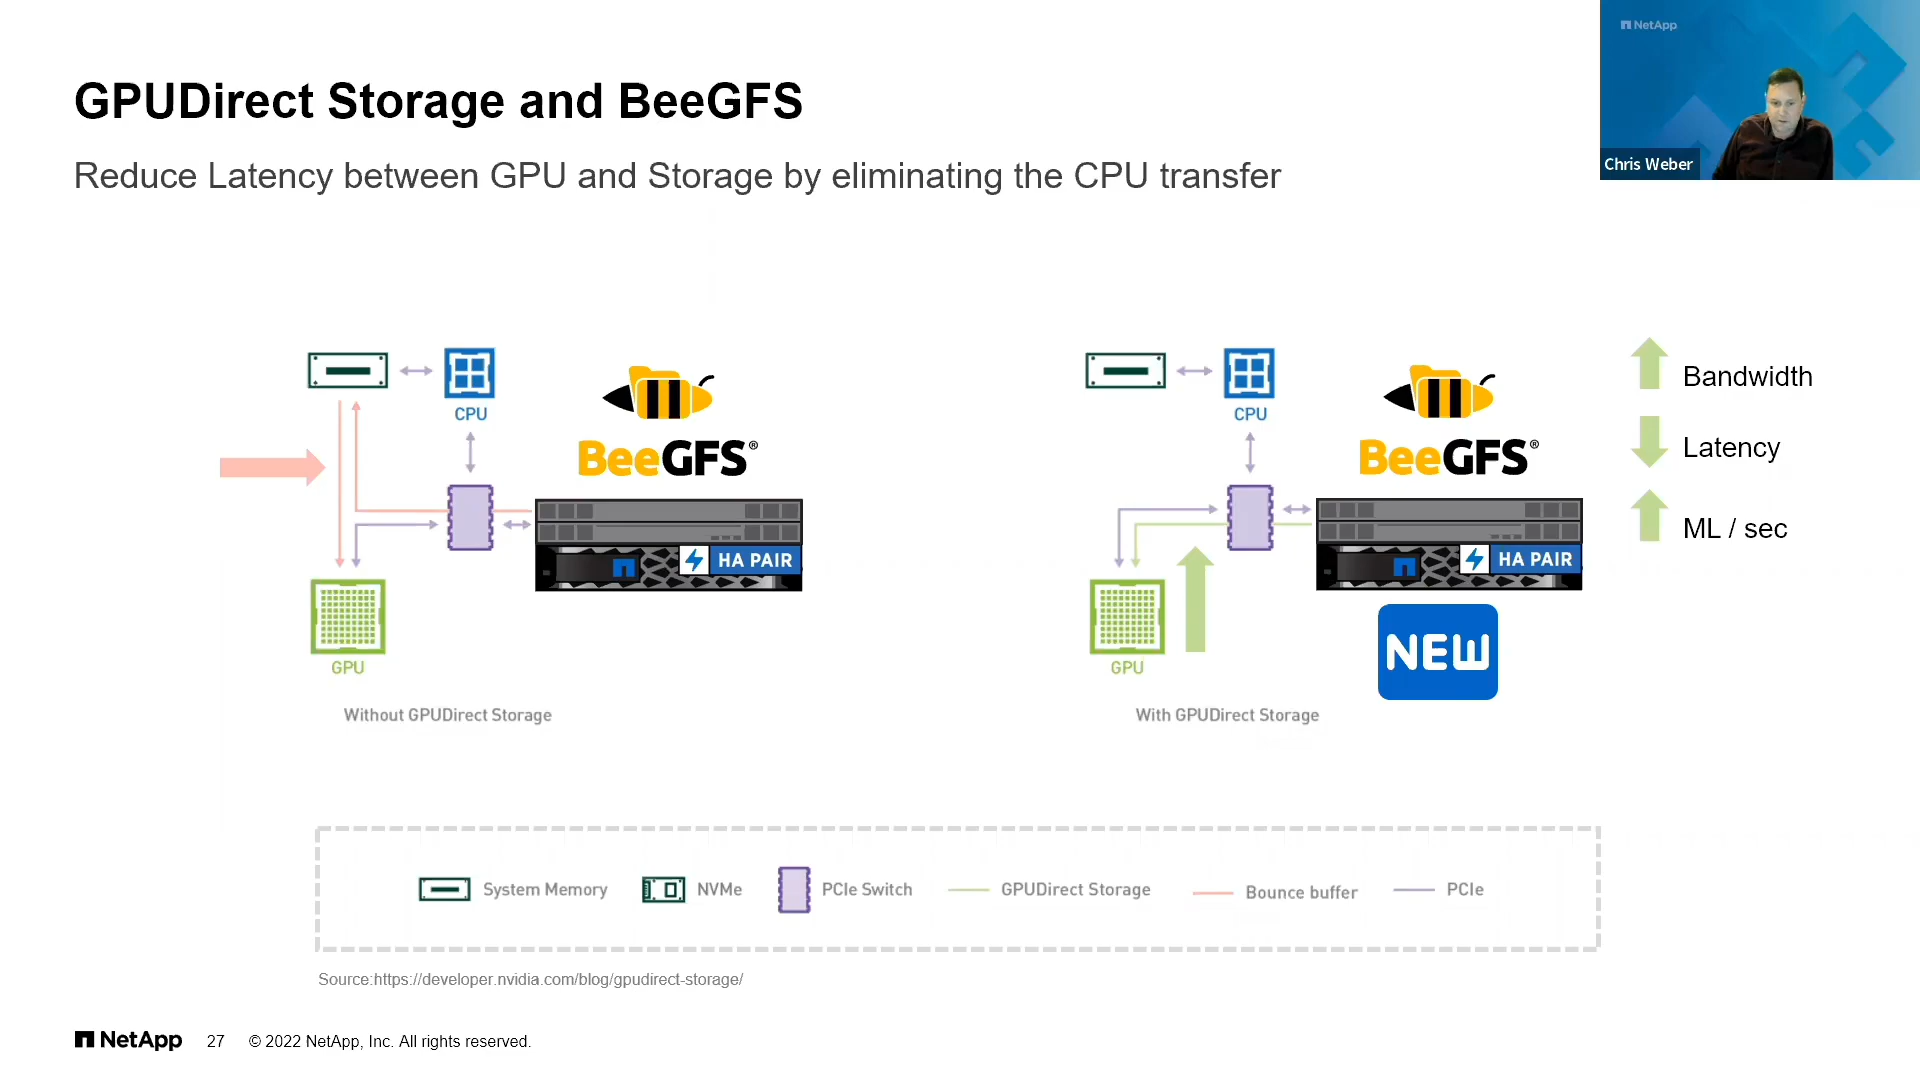 NetApp
GPUDirect Storage and BeeGFS
Reduce Latency between GPU and Storage by eliminating the CPU transfer
Chris Weber
CPU
BeeGFS®
HA PAIR
GPU
Without GPUDirect Storage
CPU
BeeGFS®
HA PAIR
NEW
GPU
With GPUDirect Storage
Bandwidth
Latency
ML / sec
System Memory
NVMe
PCIe Switch
GPUDirect Storage
Bounce buffer
PCIe
Source:https://developer.nvidia.com/blog/gpudirect-storage/
NetApp 27 © 2022 NetApp, Inc. All rights reserved.